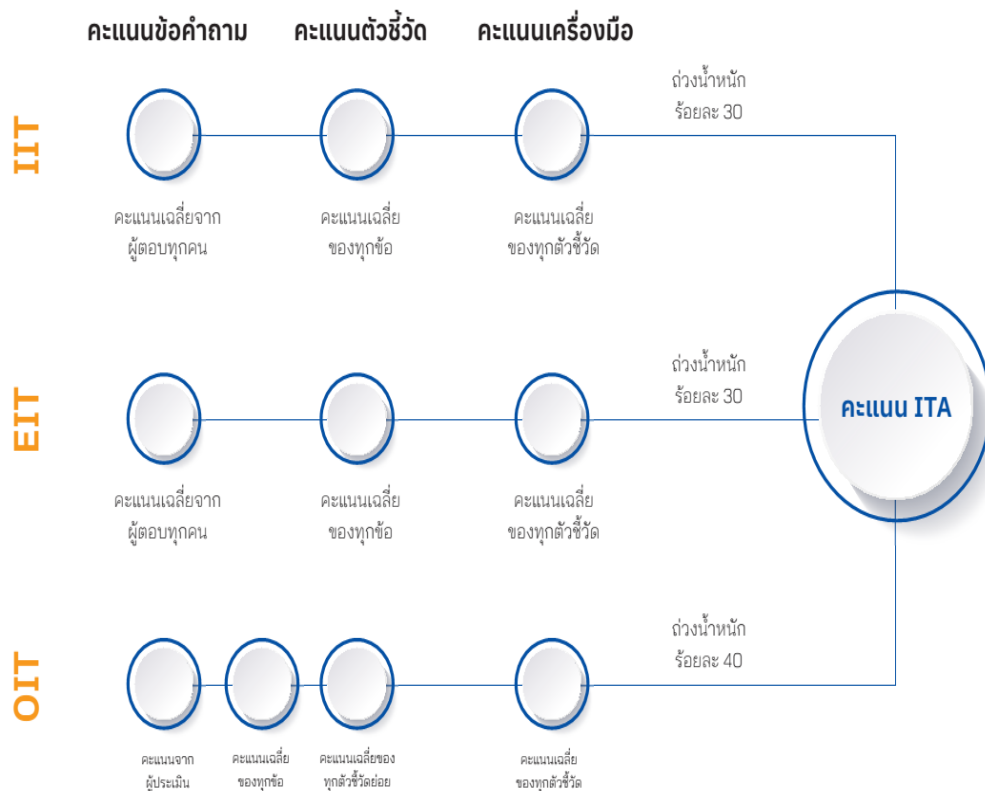 คะแนนข้อคำถาม คะแนนตัวชี้วัด คะแนนเครื่องมือ
IIT
ถ่วงน้ำหนัก
ร้อยละ 30
คะแนนเฉลี่ยจาก
ผู้ตอบทุกคน
คะแนนเฉลี่ย
ของทุกข้อ
คะแนนเฉลี่ย
ของทุกตัวชี้วัด
EIT
ถ่วงน้ำหนัก
ร้อยละ 30
คะแนน ITA
คะแนนเฉลี่ยจาก
ผู้ตอบทุกคน
คะแนนเฉลี่ย
ของทุกข้อ
คะแนนเฉลี่ย
ของทุกตัวชี้วัด
OIT
ถ่วงน้ำหนัก
ร้อยละ 40
คะแนนจาก
ผู้ประเมิน
คะแนนเฉลี่ย
ของทุกข้อ
คะแนนเฉลี่ยของ
ทุกตัวชี้วัดย่อย
คะแนนเฉลี่ย
ของทุกตัวชี้วัด